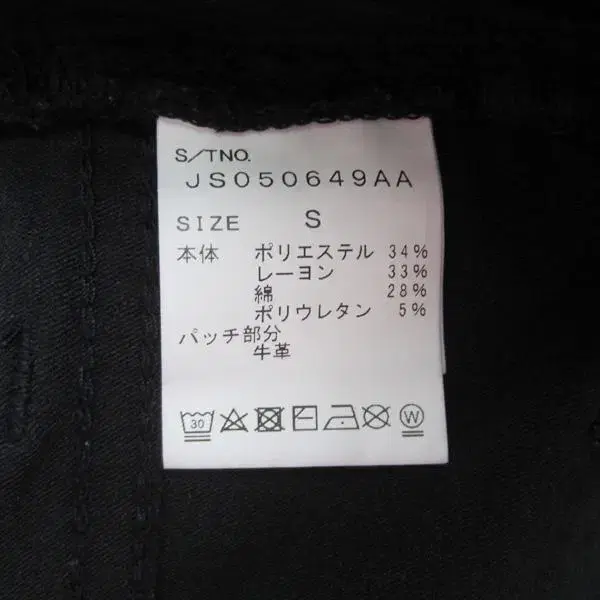 S/TNO.
JS050649AA
SIZE S
本体 ポリエステル 34%
レーヨン 33%
綿 28%
ポリウレタン 5%
パッチ部分
牛革
30 W